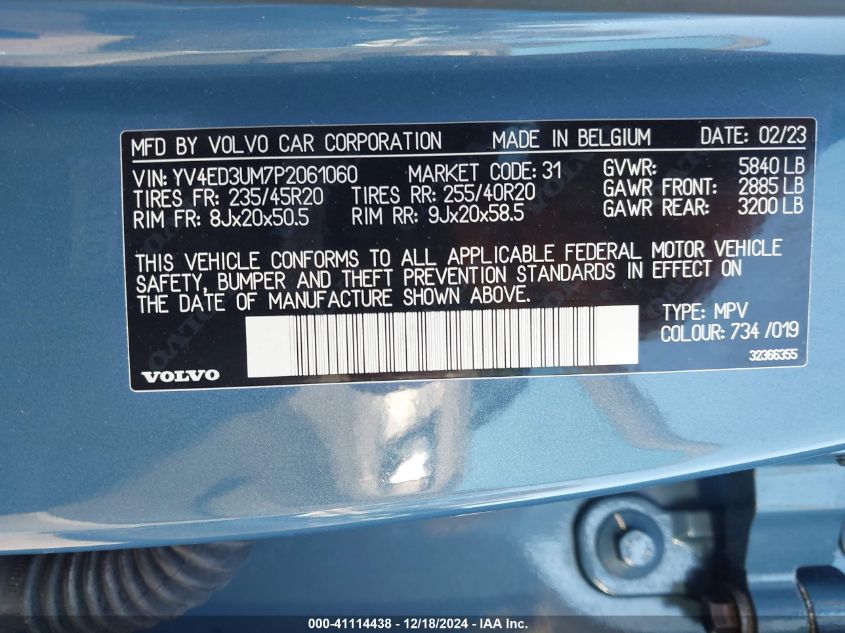 MFD BY VOLVO CAR CORPORATION MADE IN BELGIUM DATE: 02/23
VIN: YV4ED3UM7P2061060 MARKET CODE: 31 GVWR: 5840 LB
TIRES FR: 235/45R20 TIRES RR: 255/40R20 GAWR FRONT: 2885 LB
RIM FR: 8Jx20x50.5 RIM RR: 9Jx20x58.5 GAWR REAR: 3200 LB
THIS VEHICLE CONFORMS TO ALL APPLICABLE FEDERAL MOTOR VEHICLE
SAFETY, BUMPER AND THEFT PREVENTION STANDARDS IN EFFECT ON
THE DATE OF MANUFACTURE SHOWN ABOVE.
TYPE: MPV
COLOUR: 734 /019
32366355
VOLVO
000-41114438 - 12/18/2024 - IAAI Inc.